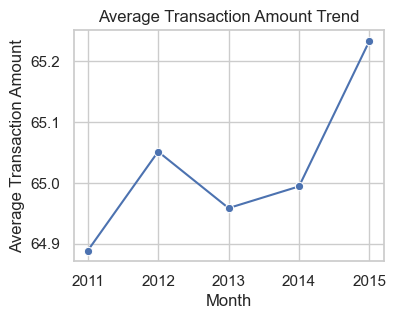 Average Transaction Amount Trend
Average Transaction Amount
65.2
65.1
65.0
64.9
2011 2012 2013 2014 2015
Month